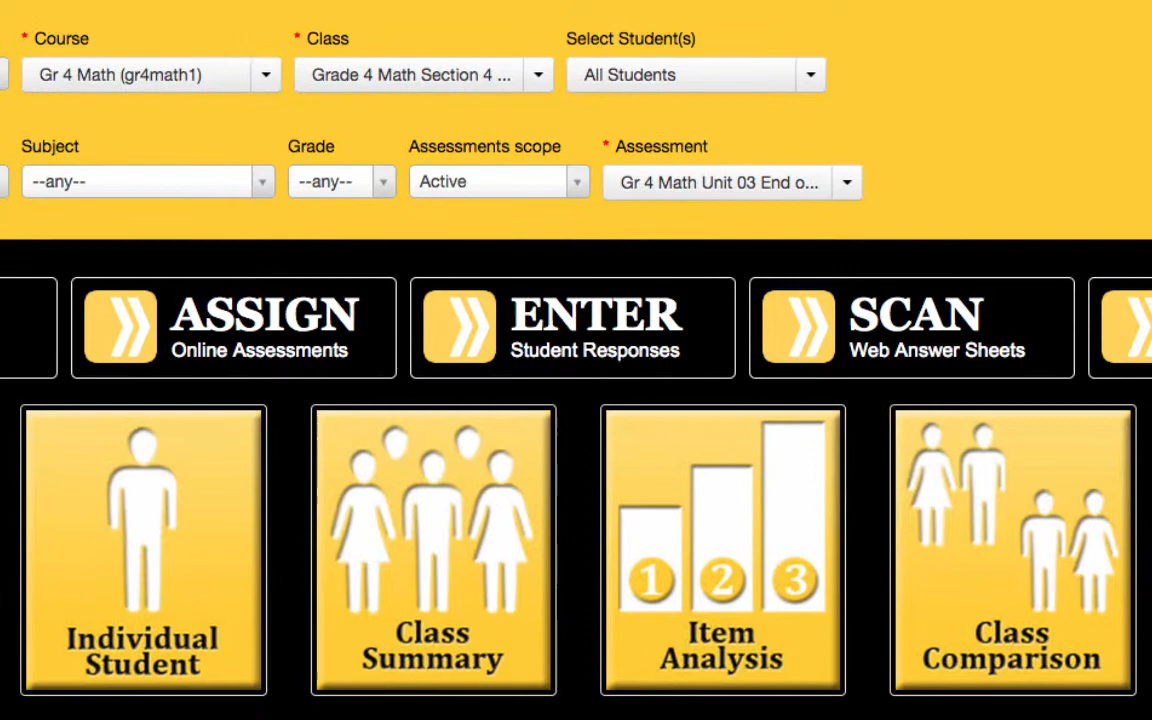 * Course
* Class
Select Student(s)
Gr 4 Math (gr4math1)
Grade 4 Math Section 4 ...
All Students
Subject
Grade
Assessments scope
* Assessment
--any--
--any--
Active
Gr 4 Math Unit 03 End o...
ASSIGN
Online Assessments
ENTER
Student Responses
SCAN
Web Answer Sheets
Individual
Student
Class
Summary
1 2 3
Item
Analysis
Class
Comparison